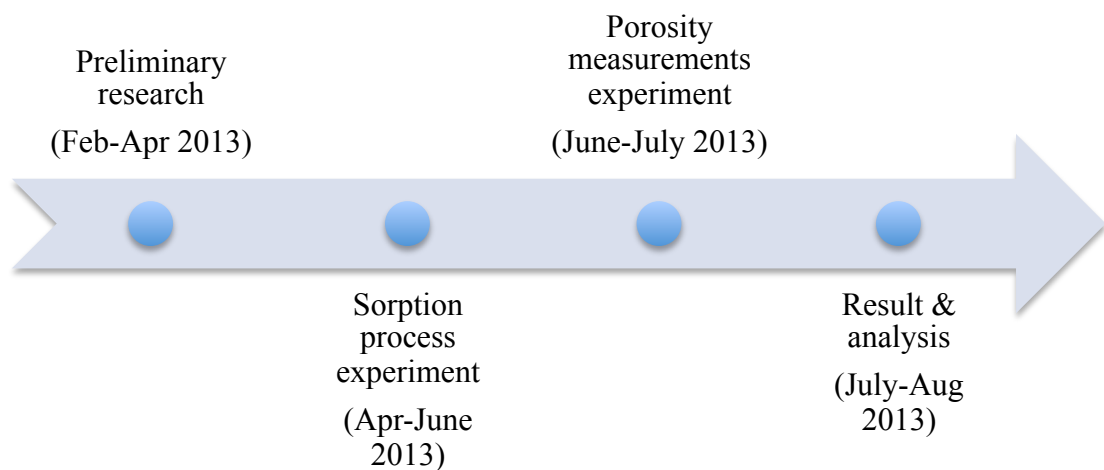 Preliminary
research
(Feb-Apr 2013)
Sorption
process
experiment
(Apr-June
2013)
Porosity
measurements
experiment
(June-July 2013)
Result &
analysis
(July-Aug
2013)